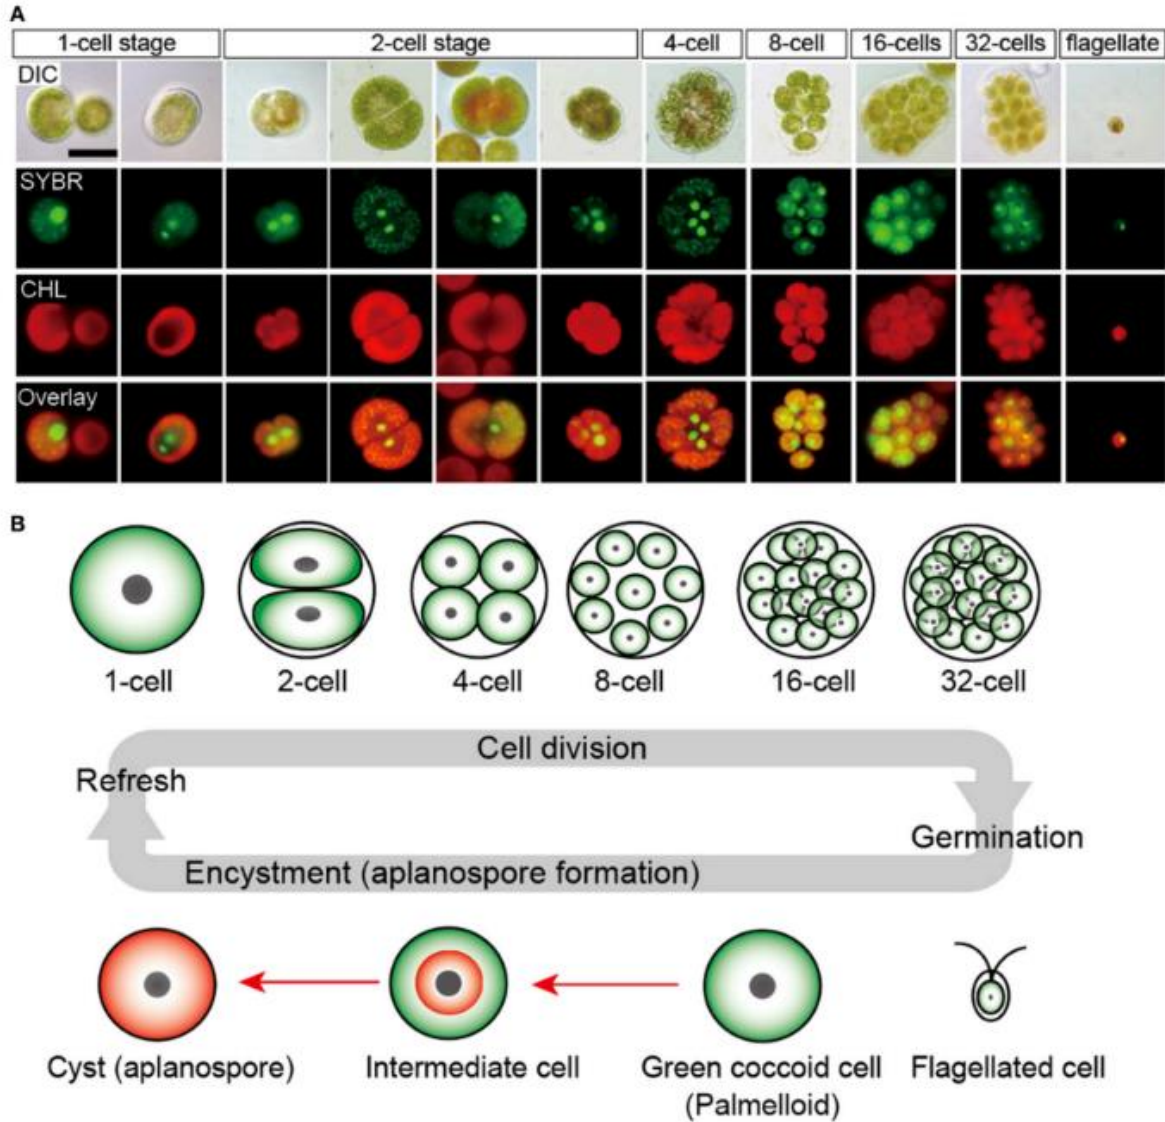 A
1-cell stage 2-cell stage 4-cell 8-cell 16-cells 32-cells flagellate
DIC
SYBR
CHL
Overlay
B
1-cell 2-cell 4-cell 8-cell 16-cell 32-cell
Cell division
Refresh
Germination
Encystment (aplanospore formation)
Cyst (aplanospore) Intermediate cell Green coccoid cell Flagellated cell
(Palmelloid)